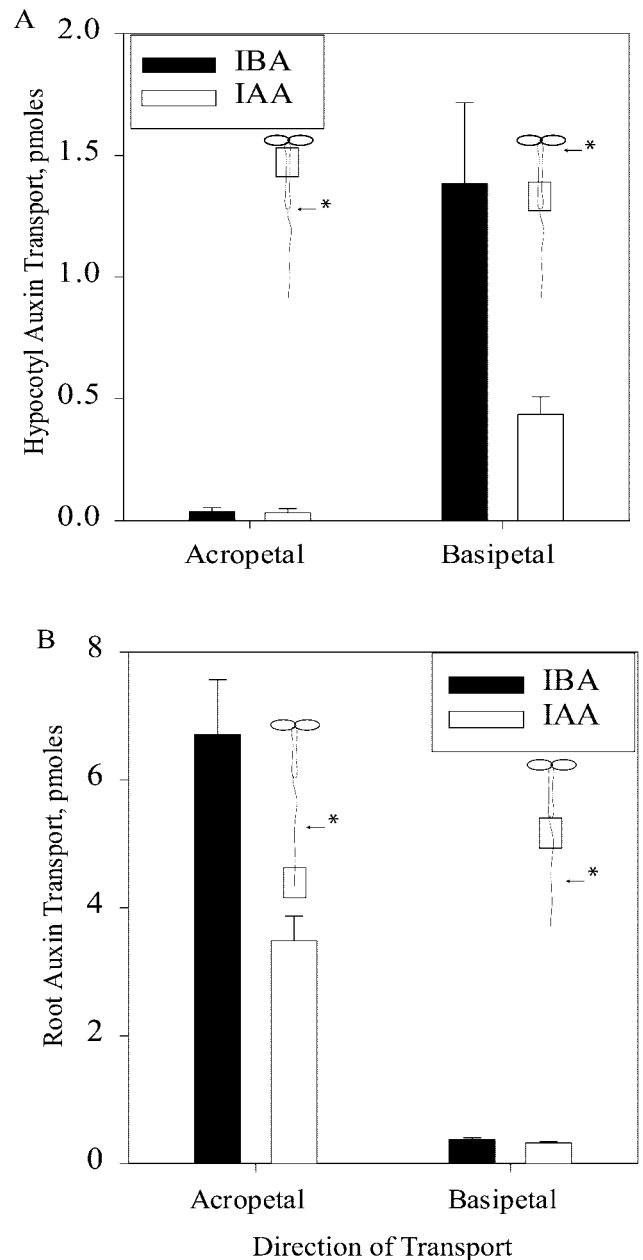 A
2.0
1.5
1.0
0.5
0.0
Hypocotyl Auxin Transport, pmoles
IBA
IAA
*
*
Acropetal
Basipetal
B
8
6
4
2
0
Root Auxin Transport, pmoles
IBA
IAA
*
*
Acropetal
Basipetal
Direction of Transport